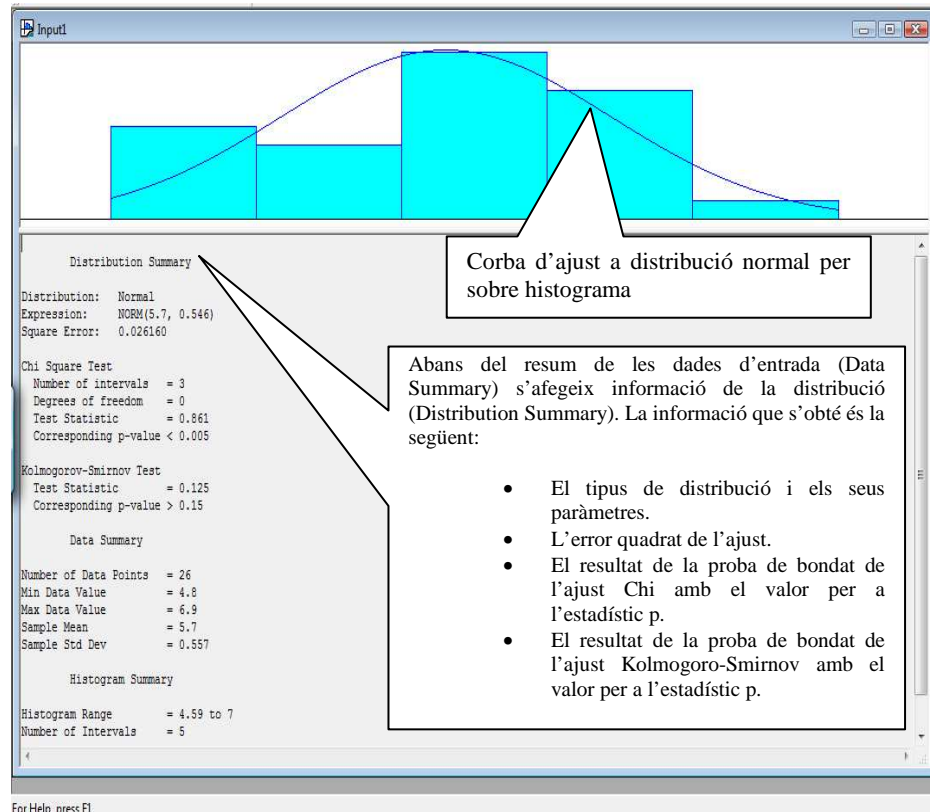 Input1
Corba d’ajust a distribució normal per
sobre histograma
Distribution Summary
Distribution: Normal
Expression: NORM(5.7, 0.546)
Square Error: 0.026160
Chi Square Test
Number of intervals = 3
Degrees of freedom = 0
Test Statistic = 0.861
Corresponding p-value < 0.005
Kolmogorov-Smirnov Test
Test Statistic = 0.125
Corresponding p-value > 0.15
Data Summary
Number of Data Points = 26
Min Data Value = 4.8
Max Data Value = 6.9
Sample Mean = 5.7
Sample Std Dev = 0.557
Histogram Summary
Histogram Range = 4.59 to 7
Number of Intervals = 5
Abans del resum de les dades d’entrada (Data
Summary) s’afegeix informació de la distribució
(Distribution Summary). La informació que s’obté és la
següent:
• El tipus de distribució i els seus
paràmetres.
• L’error quadrat de l’ajust.
• El resultat de la proba de bondat de
l’ajust Chi amb el valor per a
l’estadístic p.
• El resultat de la proba de bondat de
l’ajust Kolmogoro-Smirnov amb el
valor per a l’estadístic p.
For Help, press F1